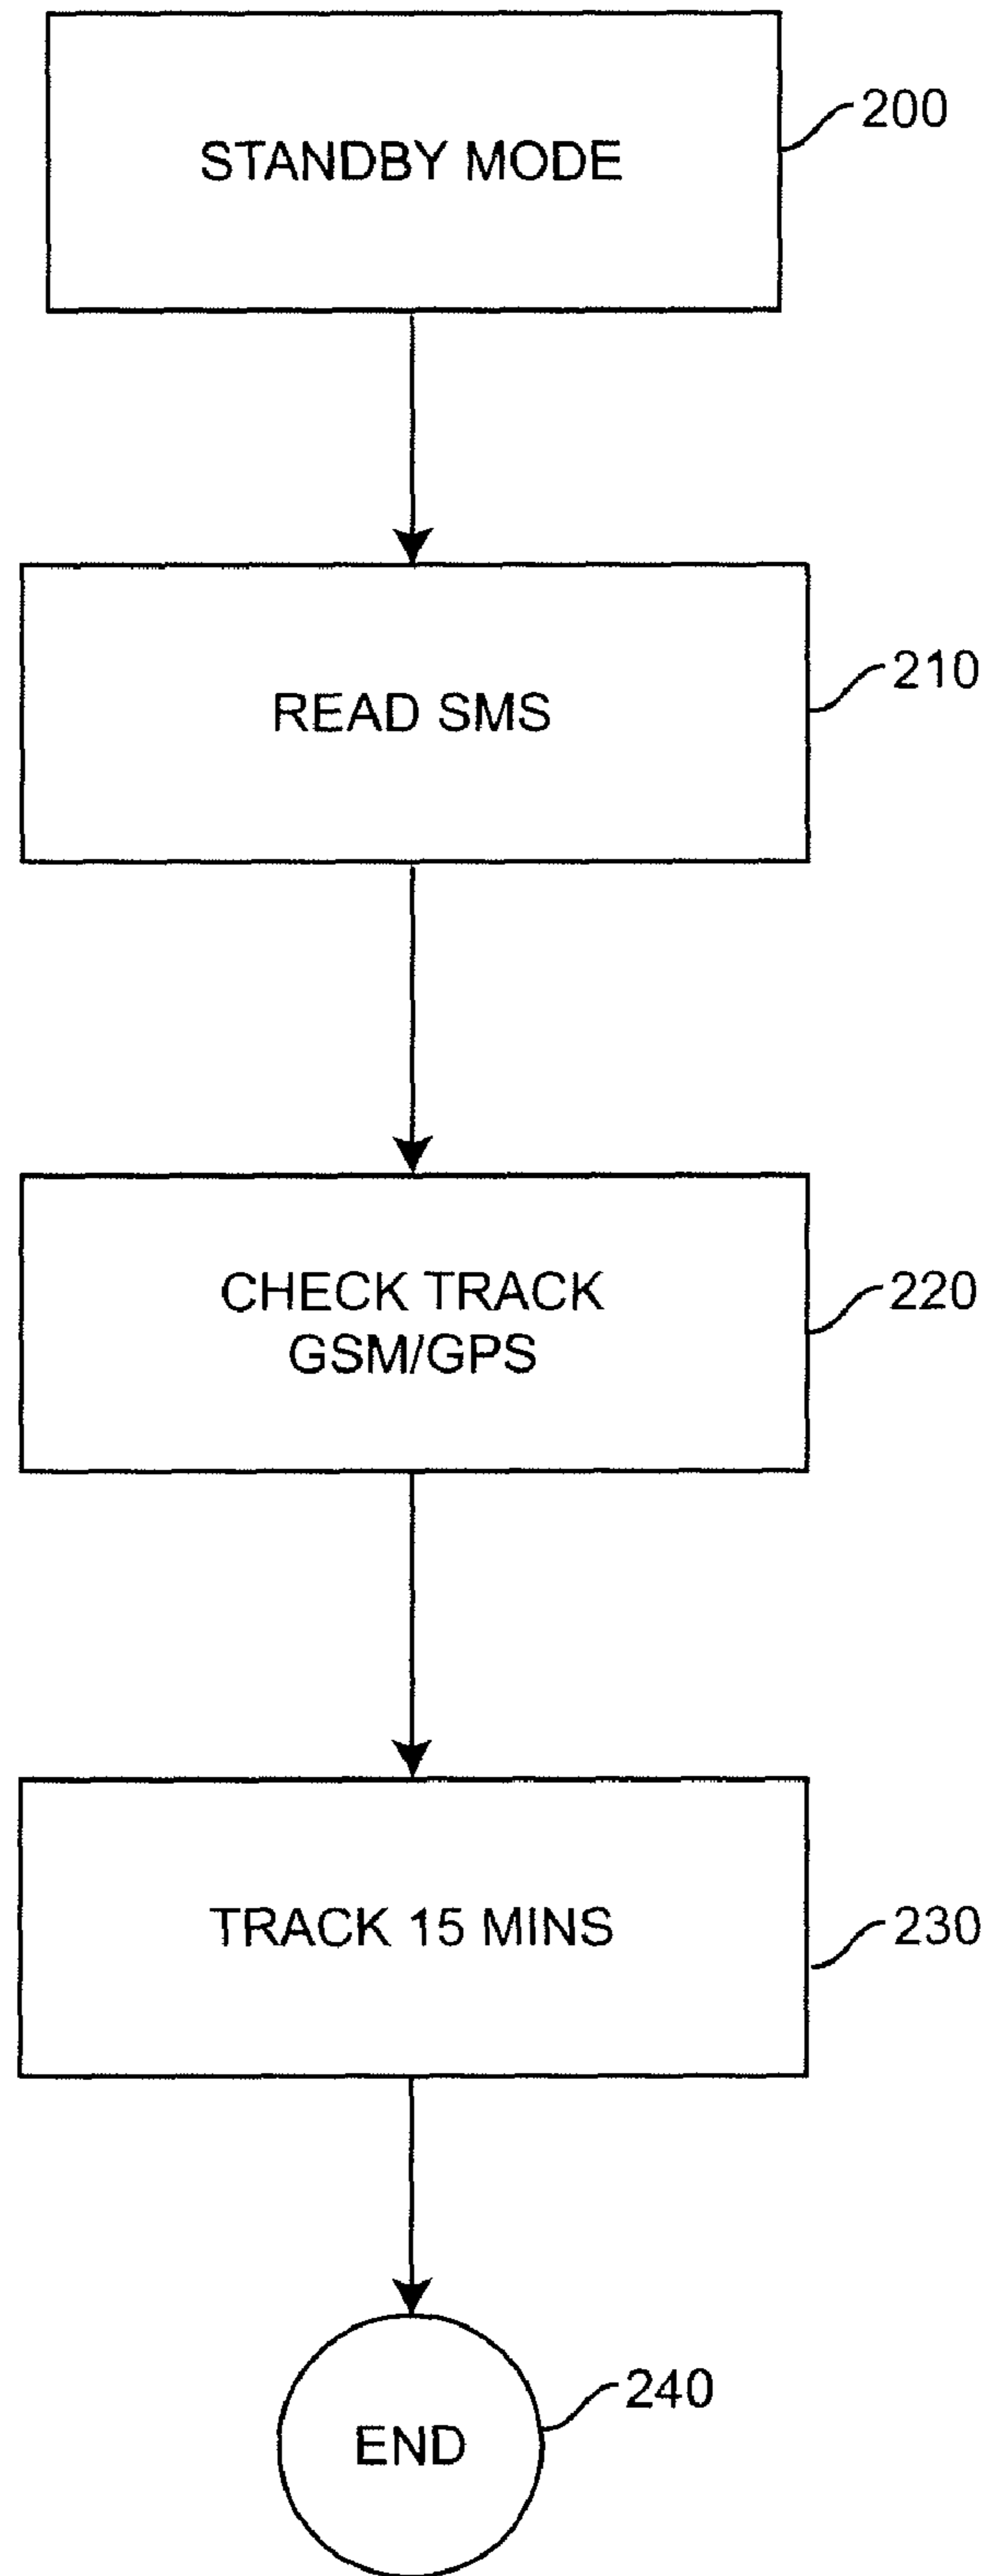 STANDBY MODE
200
READ SMS
210
CHECK TRACK
GSM/GPS
220
TRACK 15 MINS
230
END
240